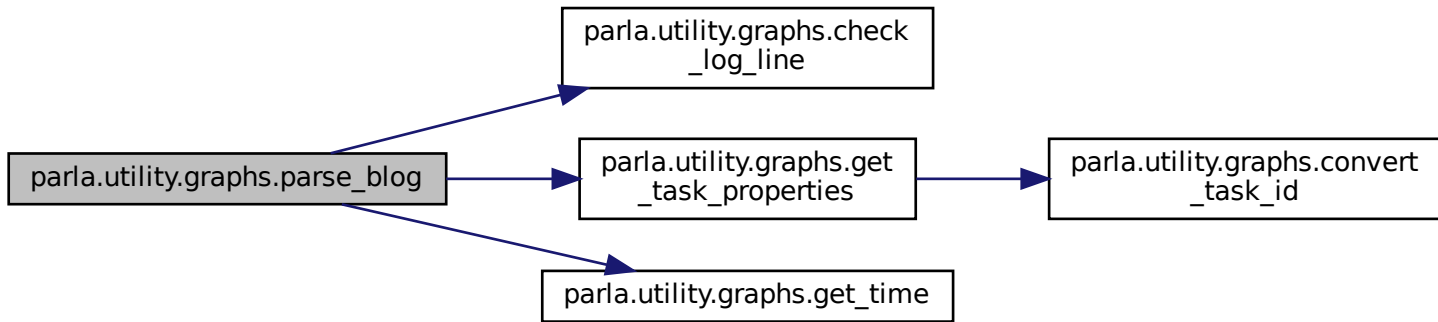 parla.utility.graphs.check
_log_line
parla.utility.graphs.parse_blog
parla.utility.graphs.get
_task_properties
parla.utility.graphs.convert
_task_id
parla.utility.graphs.get_time